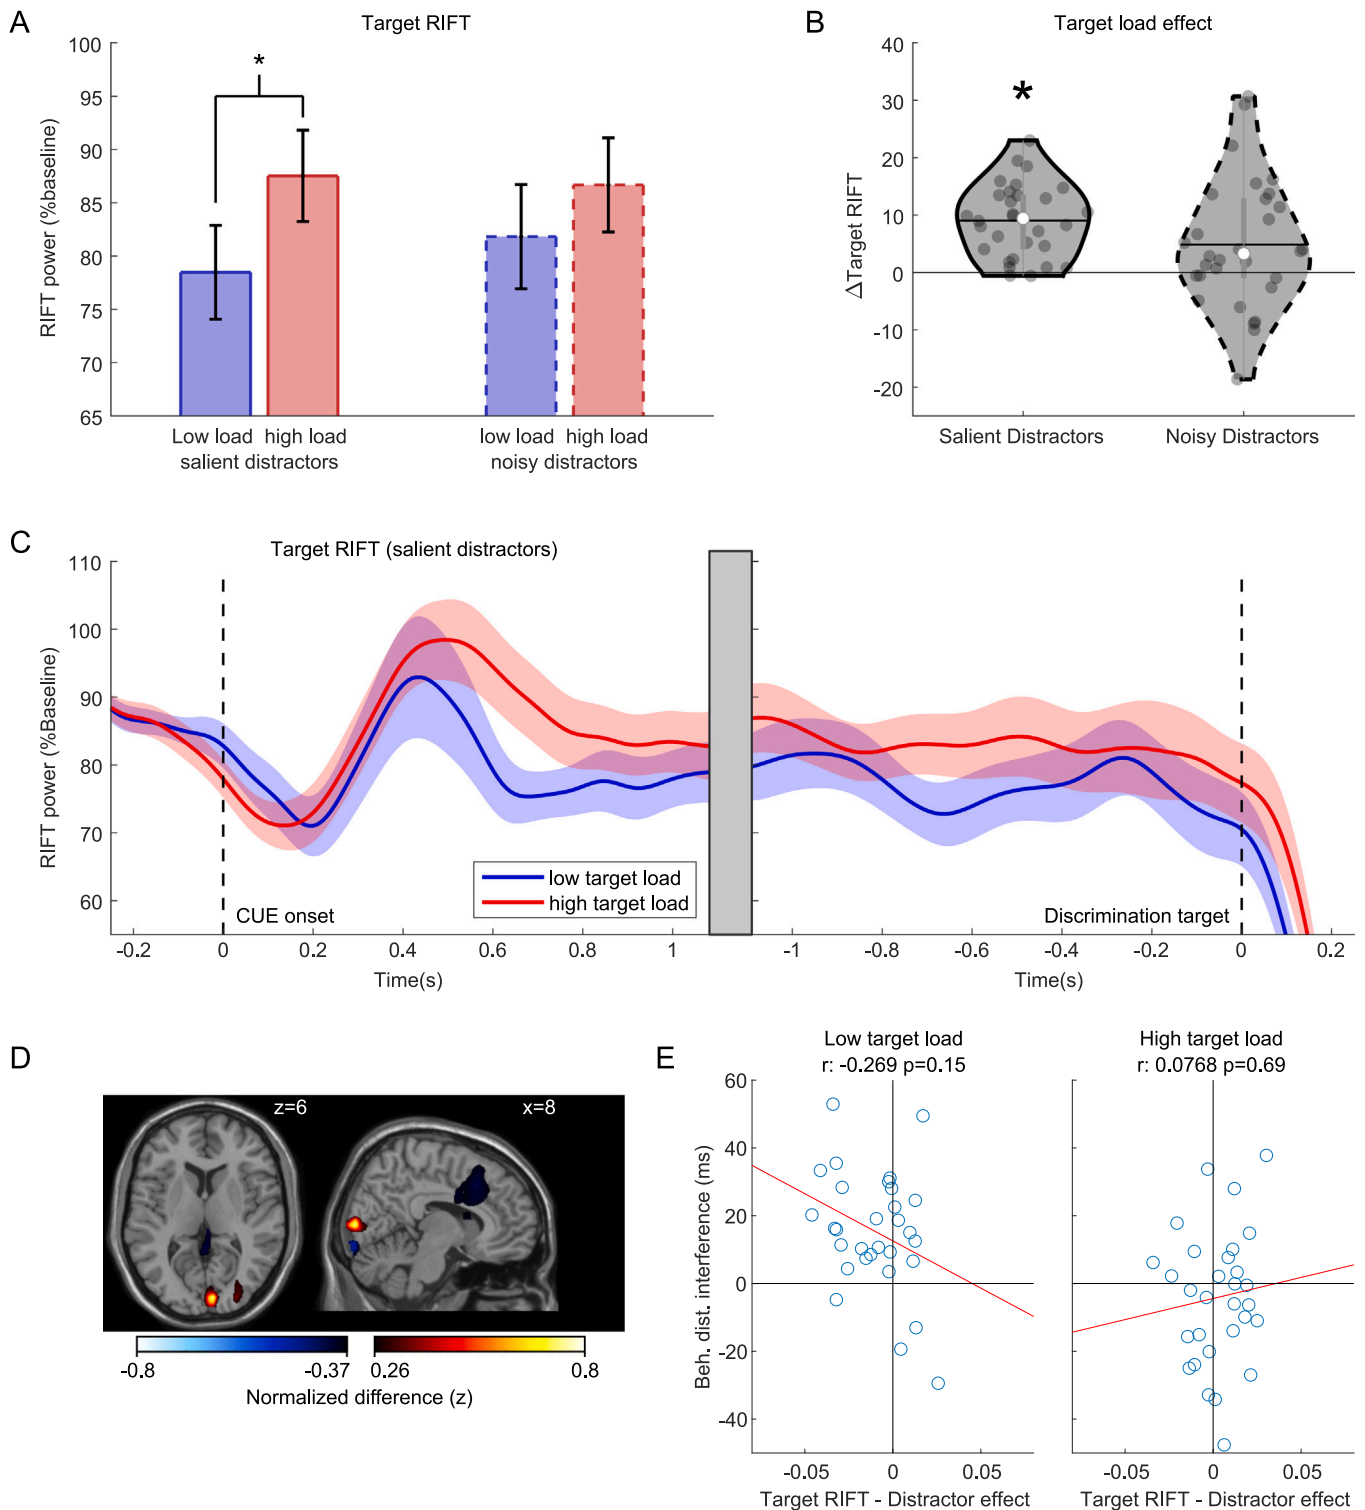 A
Target RIFT
100
95
90
85
80
75
70
65
RIFT power (%baseline)
*
Low load high load
salient distractors
low load high load
noisy distractors
B
Target load effect
40
30
20
10
0
-10
-20
ΔTarget RIFT
*
Salient Distractors
Noisy Distractors
C
Target RIFT (salient distractors)
110
100
90
80
70
60
RIFT power (%Baseline)
low target load
high target load
CUE onset
Discrimination target
-0.2 0 0.2 0.4 0.6 0.8 1
-1 -0.8 -0.6 -0.4 -0.2 0 0.2
Time(s)
Time(s)
D
z=6
x=8
-0.8 -0.37
0.26 0.8
Normalized difference (z)
E
Low target load
r: -0.269 p=0.15
High target load
r: 0.0768 p=0.69
60
40
20
0
-20
-40
Beh. dist. interference (ms)
-0.05 0 0.05
-0.05 0 0.05
Target RIFT - Distractor effect
Target RIFT - Distractor effect